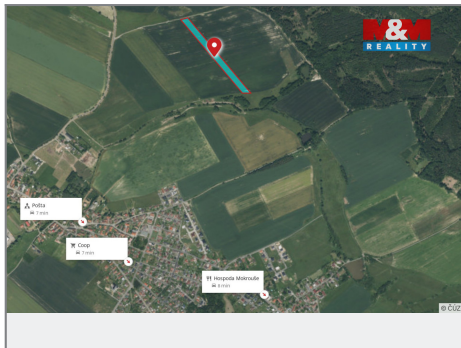 M&M
REALITY
Pošta
7 min
Coop
7 min
Hospoda Mokrouše
8 min
© ČÚZ